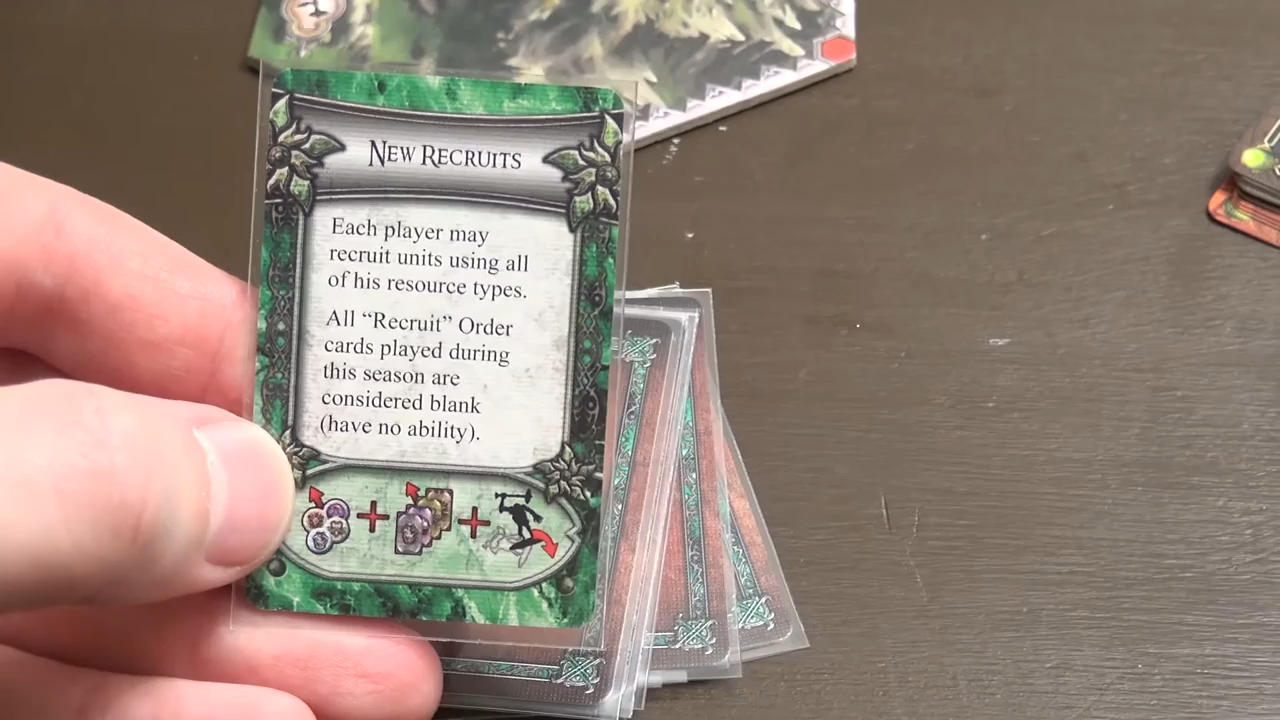 NEW RECRUITS
Each player may
recruit units using all
of his resource types.
All “Recruit” Order
cards played during
this season are
considered blank
(have no ability).